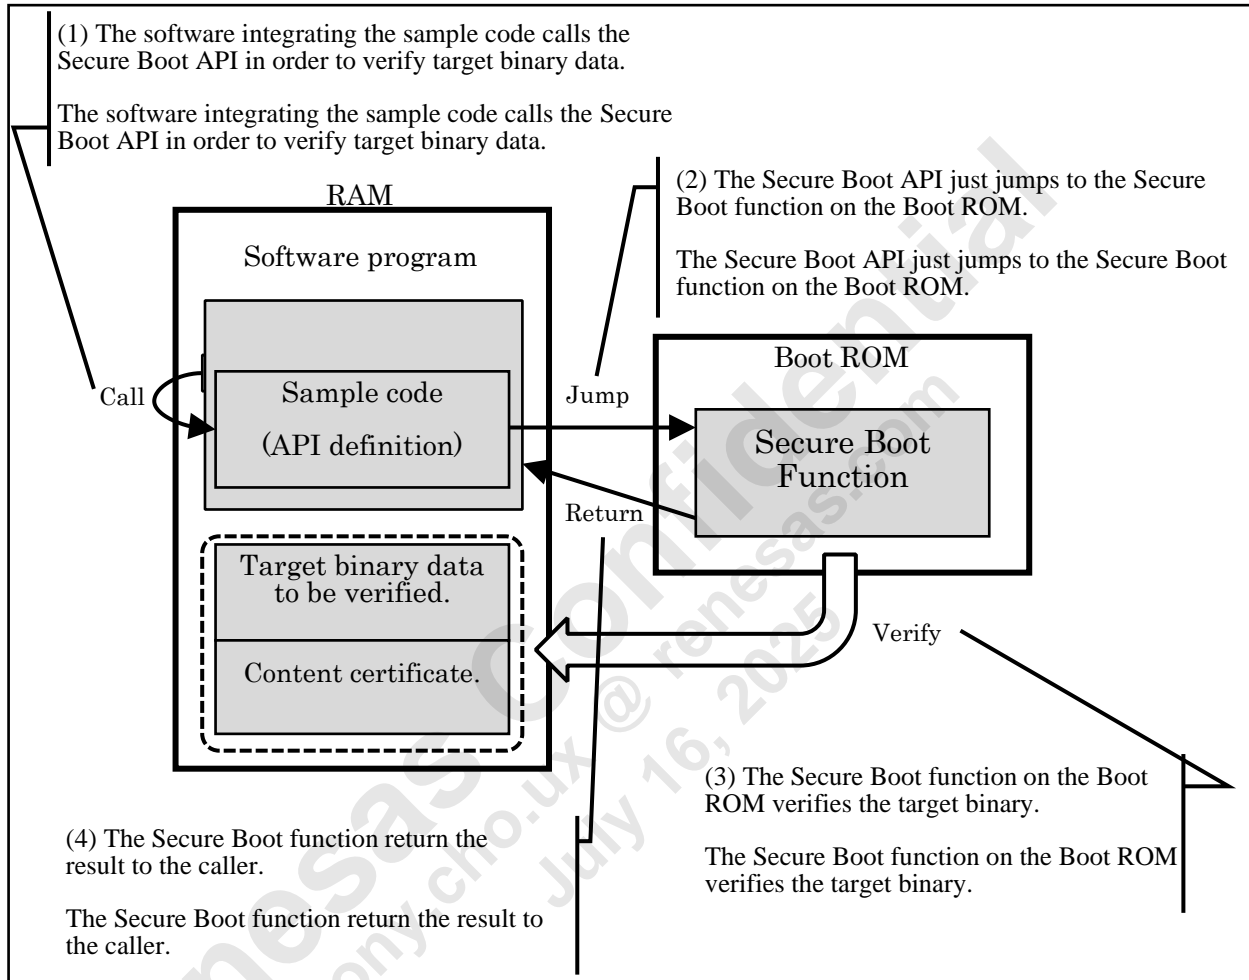 (1) The software integrating the sample code calls the
Secure Boot API in order to verify target binary data.
The software integrating the sample code calls the Secure
Boot API in order to verify target binary data.
(2) The Secure Boot API just jumps to the Secure
Boot function on the Boot ROM.
The Secure Boot API just jumps to the Secure Boot
function on the Boot ROM.
RAM
Software program
Boot ROM
Call
Sample code
(API definition)
Jump
Secure Boot
Function
Return
Target binary data
to be verified.
Verify
Content certificate.
(3) The Secure Boot function on the Boot
ROM verifies the target binary.
The Secure Boot function on the Boot ROM
verifies the target binary.
(4) The Secure Boot function return the
result to the caller.
The Secure Boot function return the result to
the caller.
nesas Confidential
ony.cho.ux @ renesas.com
July 16, 2025